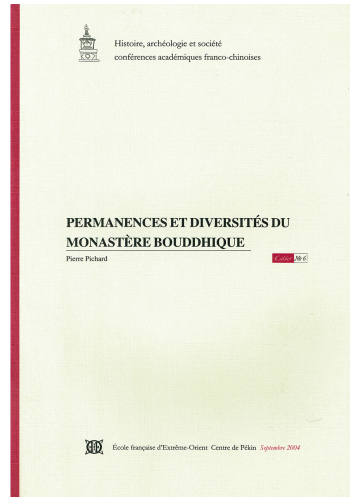 Histoire, archéologie et société
conférences académiques franco-chinoises
PERMANENCES ET DIVERSITÉS DU
MONASTÈRE BOUDDHIQUE
Pierre Pichard
Cahier № 6
École française d'Extrême-Orient Centre de Pékin Septembre 2004